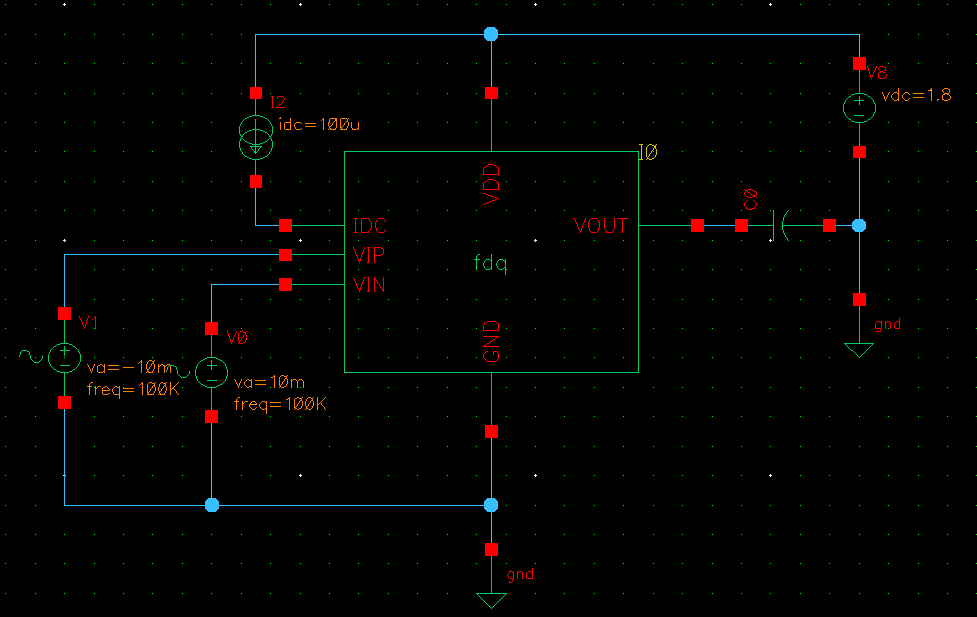 I2
idc=100u
V8
vdc=1.8
I0
VDD
C0
IDC
VOUT
VIP
VIN
fdq
GND
gnd
V1
V0
va=-10m
freq=100K
va=10m
freq=100K
gnd